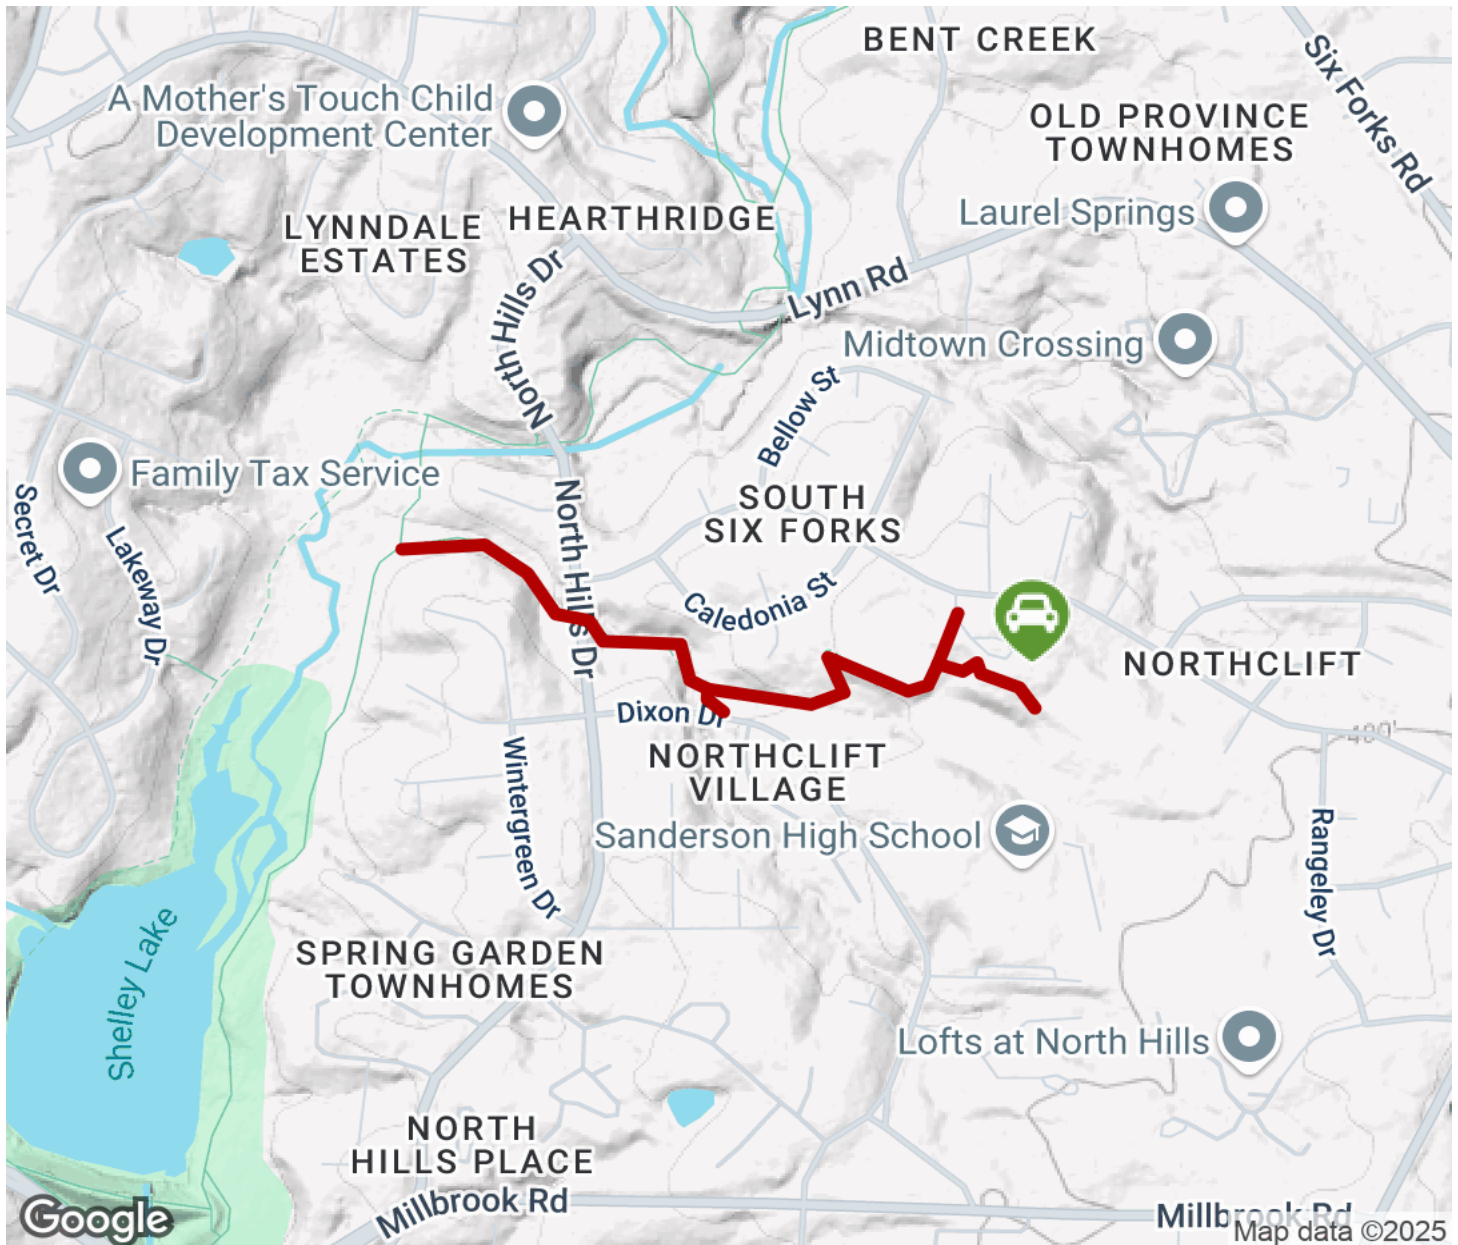 BENT CREEK
Six Forks Rd
A Mother's Touch Child
Development Center
OLD PROVINCE
TOWNHOMES
Laurel Springs
LYNNDALE
ESTATES
HEARTHRIDGE
North Hills Dr
Lynn Rd
Midtown Crossing
Bellow St
Family Tax Service
Secret Dr
Lakeway Dr
North Hills Dr
SOUTH
SIX FORKS
Caledonia St
NORTHCLIFT
Dixon Dr
400'
NORTHCLIFT
VILLAGE
Wintergreen Dr
Sanderson High School
Rangeley Dr
Shelley Lake
SPRING GARDEN
TOWNHOMES
Lofts at North Hills
NORTH
HILLS PLACE
Millbrook Rd
Millbrook Rd
Google
Map data ©2025